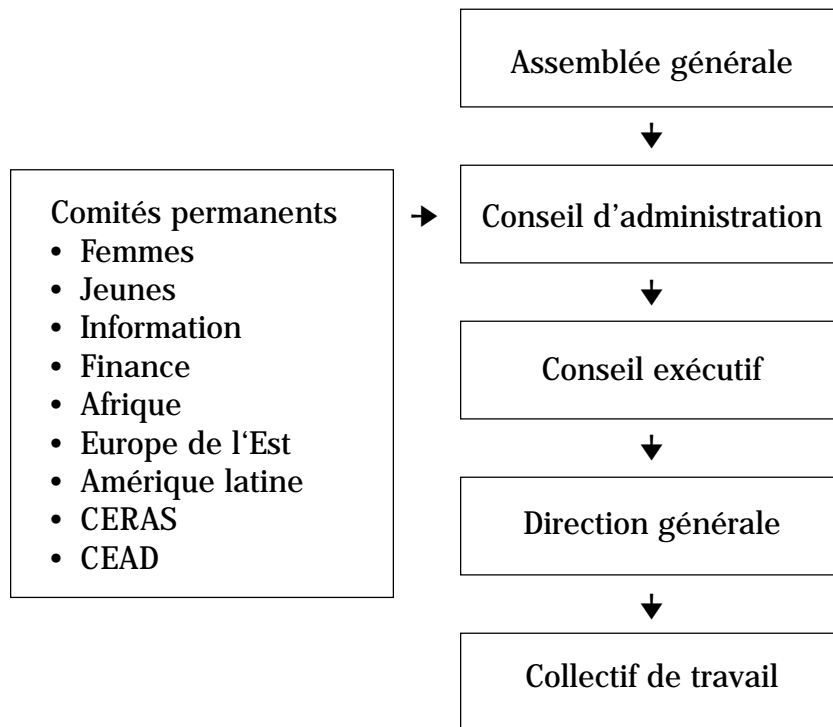 Assemblée générale
Comités permanents
• Femmes
• Jeunes
• Information
• Finance
• Afrique
• Europe de l‘Est
• Amérique latine
• CERAS
• CEAD
Conseil d’administration
Conseil exécutif
Direction générale
Collectif de travail